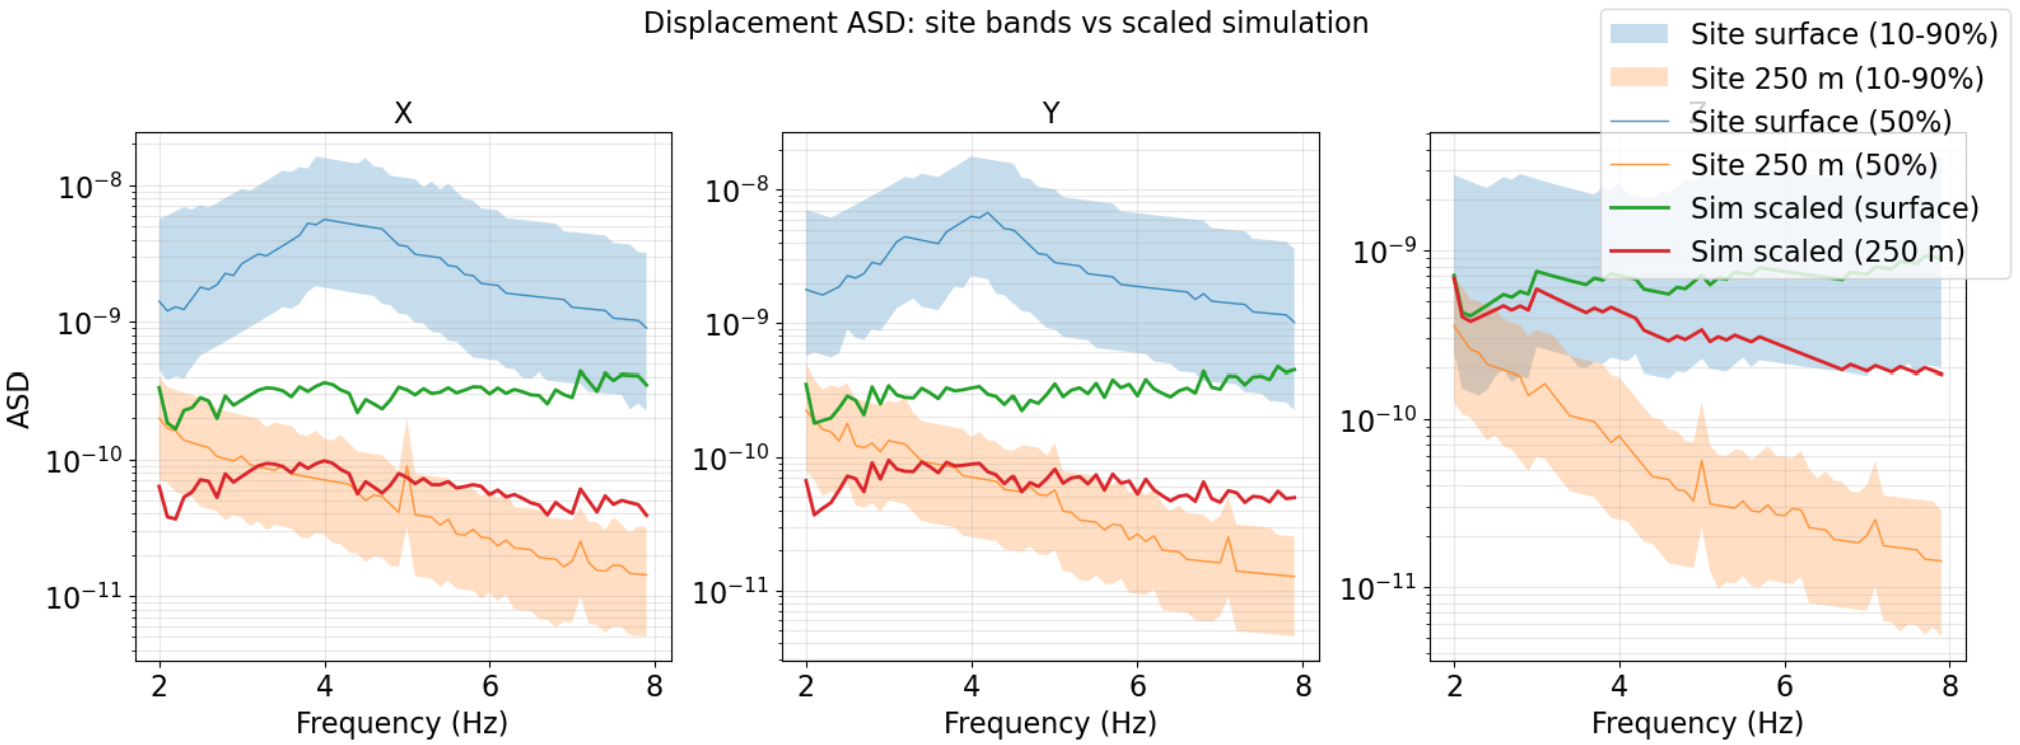 Displacement ASD: site bands vs scaled simulation
Site surface (10-90%)
Site 250 m (10-90%)
Site surface (50%)
Site 250 m (50%)
Sim scaled (surface)
Sim scaled (250 m)
X
Y
Z
ASD
10⁻⁸
10⁻⁹
10⁻¹⁰
10⁻¹¹
2
4
6
8
Frequency (Hz)
10⁻⁸
10⁻⁹
10⁻¹⁰
10⁻¹¹
2
4
6
8
Frequency (Hz)
10⁻⁹
10⁻¹⁰
10⁻¹¹
2
4
6
8
Frequency (Hz)